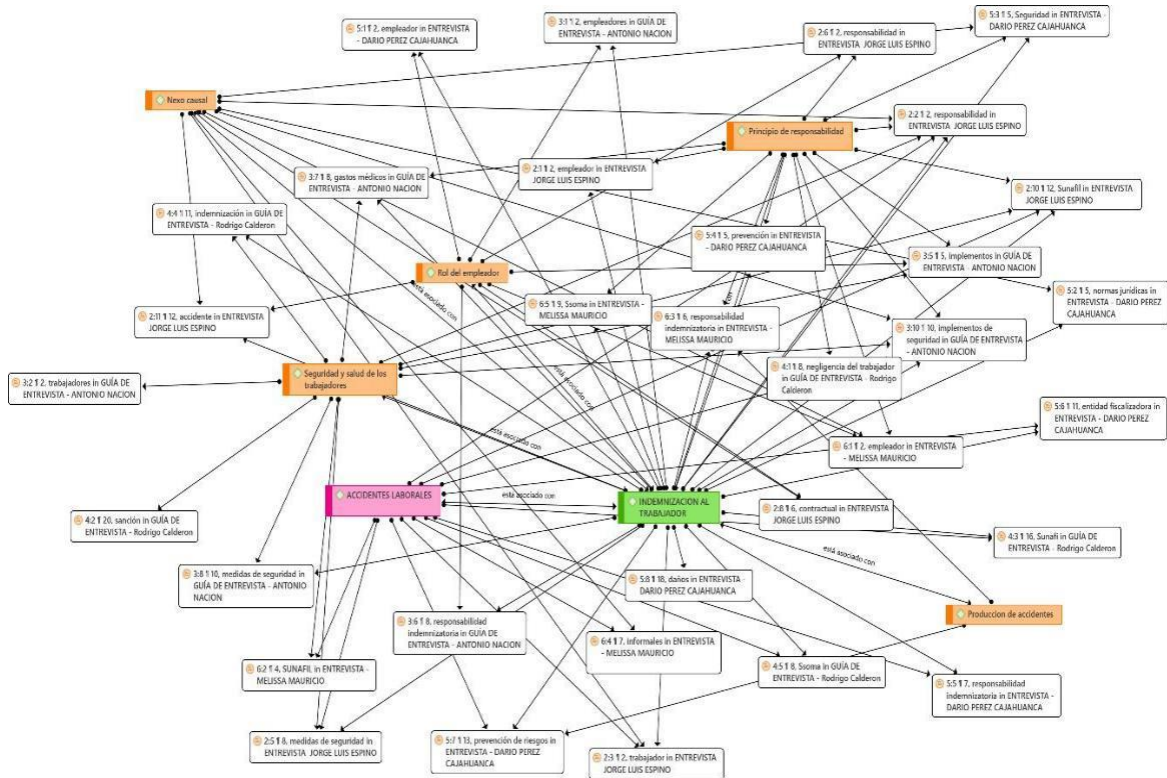 5:1 ¶ 2, empleador in ENTREVISTA
- DARIO PEREZ CAJAHUANCA
3:1 ¶ 2, empleadores in GUÍA DE
ENTREVISTA - ANTONIO NACION
2:6 ¶ 2, responsabilidad in
ENTREVISTA JORGE LUIS ESPINO
5:3 ¶ 5, Seguridad in ENTREVISTA -
DARIO PEREZ CAJAHUANCA
Nexo causal
Principio de responsabilidad
2:2 ¶ 2, responsabilidad in
ENTREVISTA JORGE LUIS ESPINO
3:7 ¶ 8, gastos médicos in GUÍA DE
ENTREVISTA - ANTONIO NACION
2:1 ¶ 2, empleador in ENTREVISTA
JORGE LUIS ESPINO
2:10 ¶ 12, Sunafil in ENTREVISTA
JORGE LUIS ESPINO
4:4 ¶ 11, indemnización in GUÍA DE
ENTREVISTA - Rodrigo Calderon
5:4 ¶ 5, prevención in ENTREVISTA
- DARIO PEREZ CAJAHUANCA
3:5 ¶ 5, implementos in GUÍA DE
ENTREVISTA - ANTONIO NACION
Rol del empleador
está asociado con
con
5:2 ¶ 5, normas jurídicas in
ENTREVISTA - DARIO PEREZ
CAJAHUANCA
2:11 ¶ 12, accidente in ENTREVISTA
JORGE LUIS ESPINO
6:5 ¶ 9, Ssoma in ENTREVISTA -
MELISSA MAURICIO
6:3 ¶ 6, responsabilidad
indemnizatoria in ENTREVISTA -
MELISSA MAURICIO
3:10 ¶ 10, implementos de
seguridad in GUÍA DE ENTREVISTA
- ANTONIO NACION
3:2 ¶ 2, trabajadores in GUÍA DE
ENTREVISTA - ANTONIO NACION
Seguridad y salud de los
trabajadores
está asociado con
4:1 ¶ 8, negligencia del trabajador
in GUÍA DE ENTREVISTA - Rodrigo
Calderon
5:6 ¶ 11, entidad fiscalizadora in
ENTREVISTA - DARIO PEREZ
CAJAHUANCA
está asociado con
6:1 ¶ 2, empleador in ENTREVISTA
- MELISSA MAURICIO
ACCIDENTES LABORALES
está asociado con
INDEMNIZACION AL
TRABAJADOR
2:8 ¶ 6, contractual in ENTREVISTA
JORGE LUIS ESPINO
4:2 ¶ 20, sanción in GUÍA DE
ENTREVISTA - Rodrigo Calderon
4:3 ¶ 16, Sunafi in GUÍA DE
ENTREVISTA - Rodrigo Calderon
está asociado con
3:8 ¶ 10, medidas de seguridad in
GUÍA DE ENTREVISTA - ANTONIO
NACION
5:8 ¶ 18, daños in ENTREVISTA -
DARIO PEREZ CAJAHUANCA
Produccion de accidentes
3:6 ¶ 8, responsabilidad
indemnizatoria in GUÍA DE
ENTREVISTA - ANTONIO NACION
6:4 ¶ 7, informales in ENTREVISTA
- MELISSA MAURICIO
6:2 ¶ 4, SUNAFIL in ENTREVISTA -
MELISSA MAURICIO
4:5 ¶ 8, Ssoma in GUÍA DE
ENTREVISTA - Rodrigo Calderon
5:5 ¶ 7, responsabilidad
indemnizatoria in ENTREVISTA -
DARIO PEREZ CAJAHUANCA
2:5 ¶ 8, medidas de seguridad in
ENTREVISTA JORGE LUIS ESPINO
5:7 ¶ 13, prevención de riesgos in
ENTREVISTA - DARIO PEREZ
CAJAHUANCA
2:3 ¶ 2, trabajador in ENTREVISTA
JORGE LUIS ESPINO